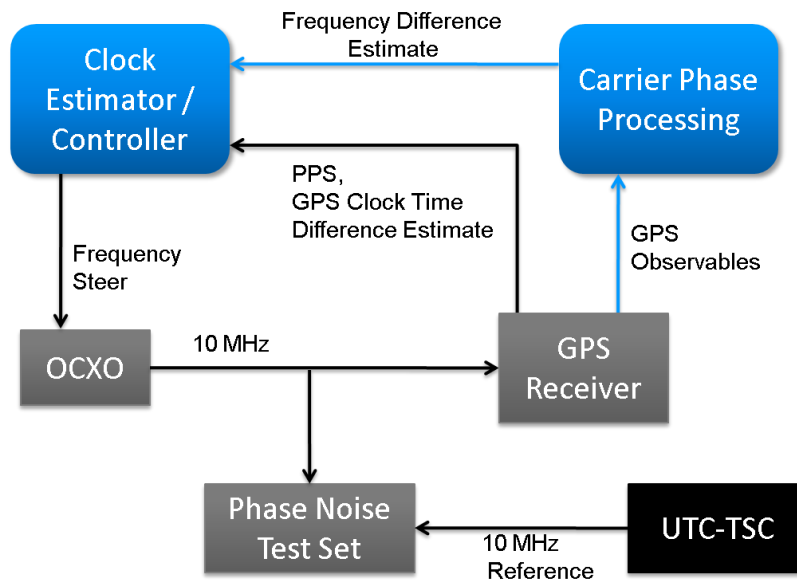 Frequency Difference
Estimate
Clock
Estimator /
Controller
Carrier Phase
Processing
PPS,
GPS Clock Time
Difference Estimate
GPS
Observables
Frequency
Steer
OCXO
10 MHz
GPS
Receiver
Phase Noise
Test Set
10 MHz
Reference
UTC-TSC